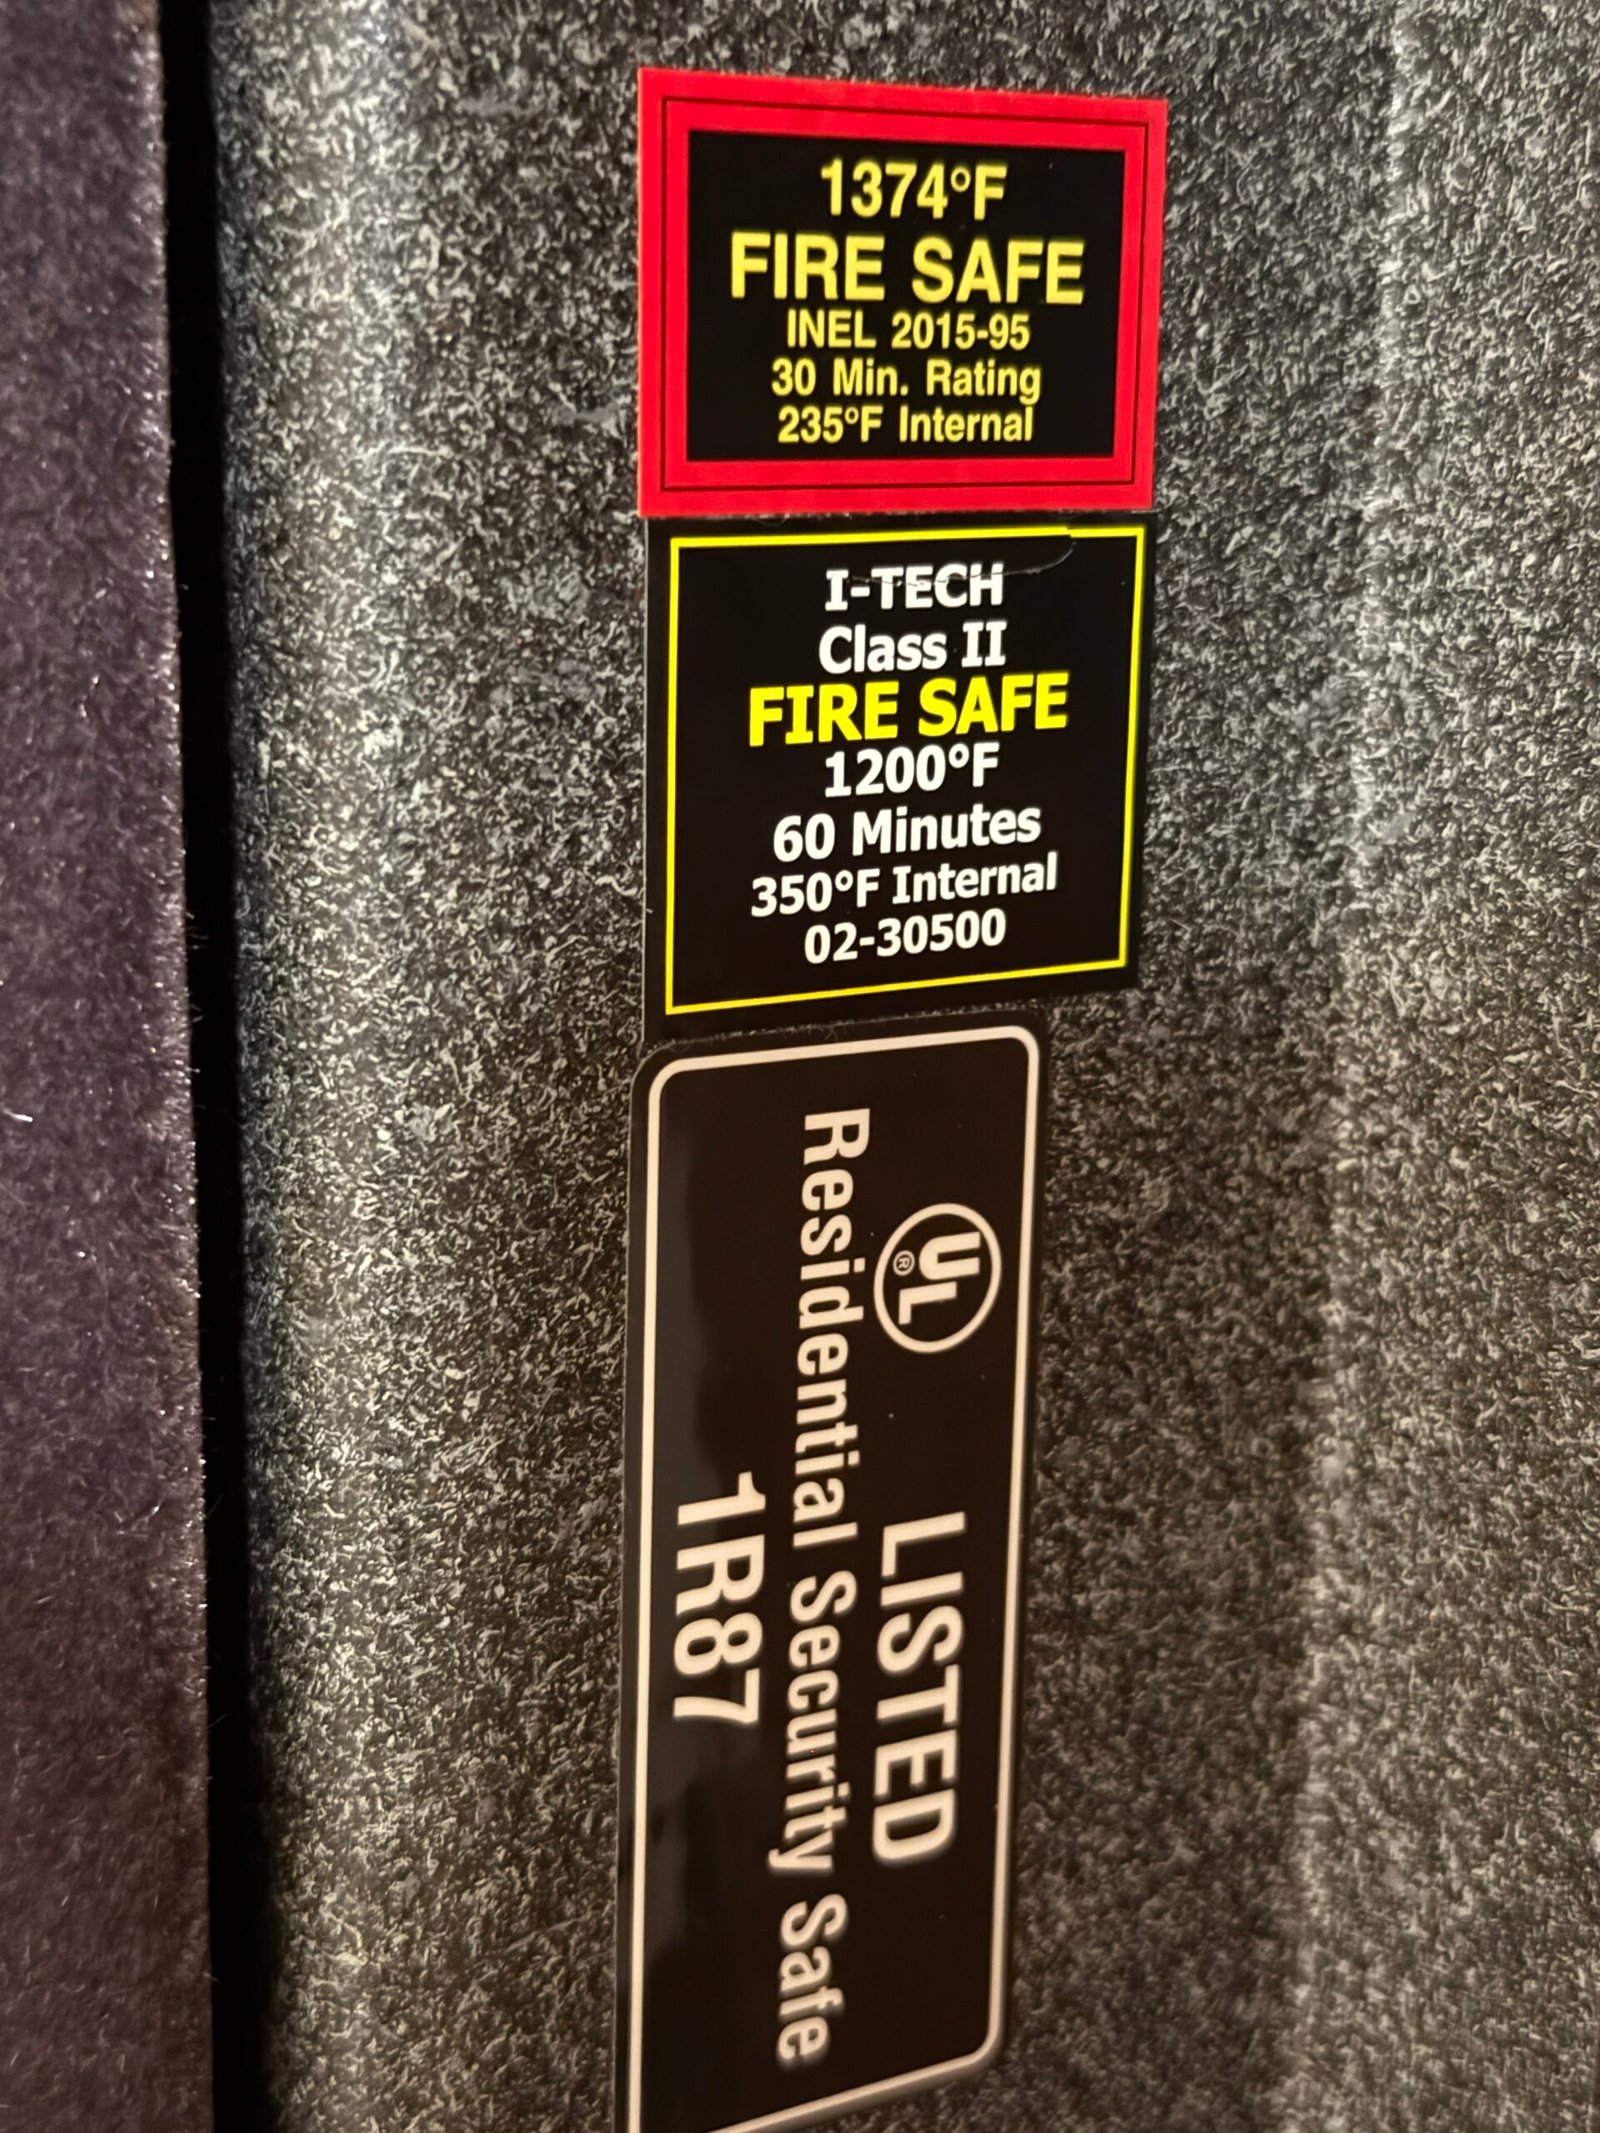 1374°F
FIRE SAFE
INEL 2015-95
30 Min. Rating
235°F Internal
I-TECH
Class II
FIRE SAFE
1200°F
60 Minutes
350°F Internal
02-30500
UL® LISTED
Residential Security Safe
1R87